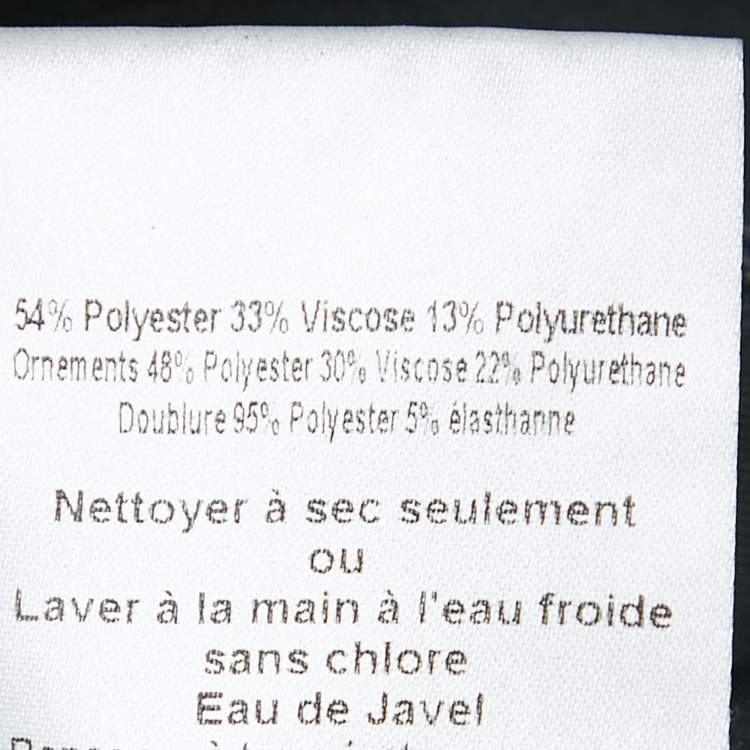 54% Polyester 33% Viscose 13% Polyurethane
Ornements 48% Polyester 30% Viscose 22% Polyurethane
Doublure 95% Polyester 5% élasthanne
Nettoyer à sec seulement
ou
Laver à la main à l'eau froide
sans chlore
Eau de Javel